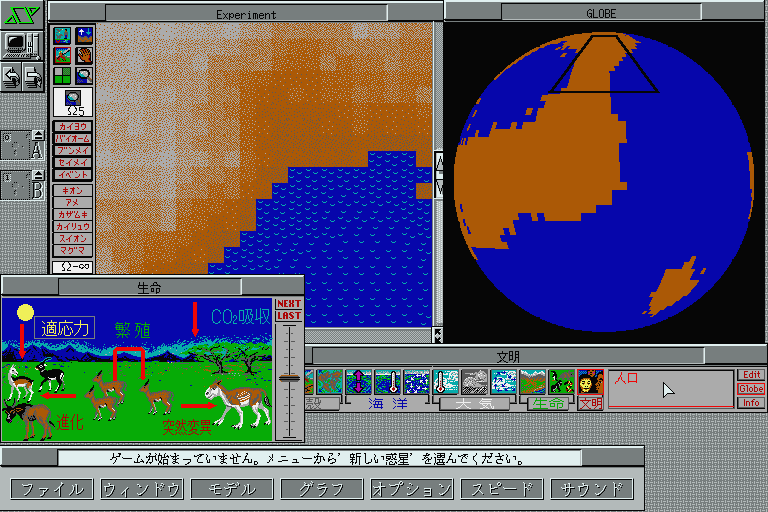 Experiment
GLOBE
Ω25
カイヨウ
バイオーム
ブンメイ
セイメイ
イベント
キオン
アメ
カザムキ
カイリュウ
スイオン
マグマ
Ω2-∞
0
A
1
B
生命
NEXT
LAST
適応力
繁殖
CO2吸収
進化
突然変異
文明
海洋
大気
生命
文明
人口
Edit
Globe
Info
ゲームが始まっていません。メニューから'新しい惑星'を選んでください。
ファイル
ウィンドウ
モデル
グラフ
オプション
スピード
サウンド